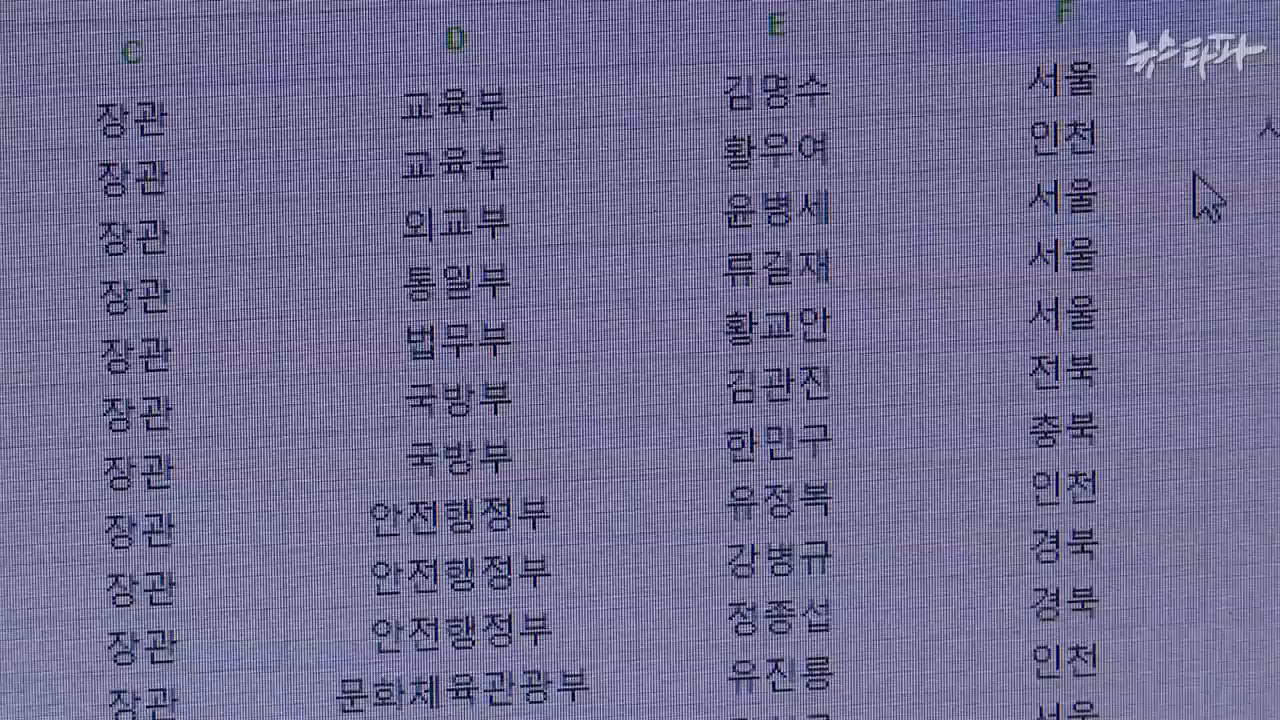 뉴스타파
C D E F
장관 교육부 김명수 서울
장관 교육부 황우여 인천
장관 외교부 윤병세 서울
장관 통일부 류길재 서울
장관 법무부 황교안 서울
장관 국방부 김관진 전북
장관 국방부 한민구 충북
장관 안전행정부 유정복 인천
장관 안전행정부 강병규 경북
장관 안전행정부 정종섭 경북
장관 문화체육관광부 유진룡 인천